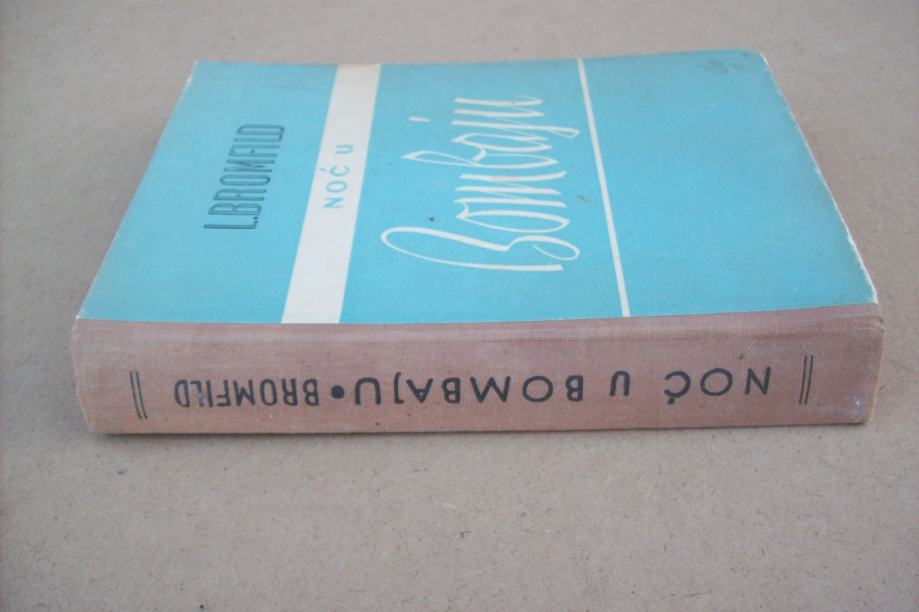 L.BROMFILD
NOĆ U
Bombaju
NOĆ U BOMBAJU • BROMFILD